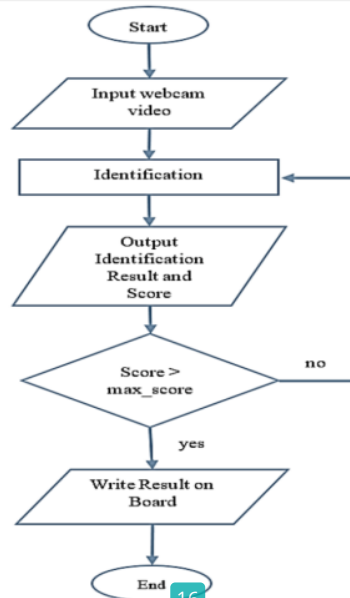 Start
Input webcam
video
Identification
Output
Identification
Result and
Score
Score >
max_score
no
yes
Write Result on
Board
End
16